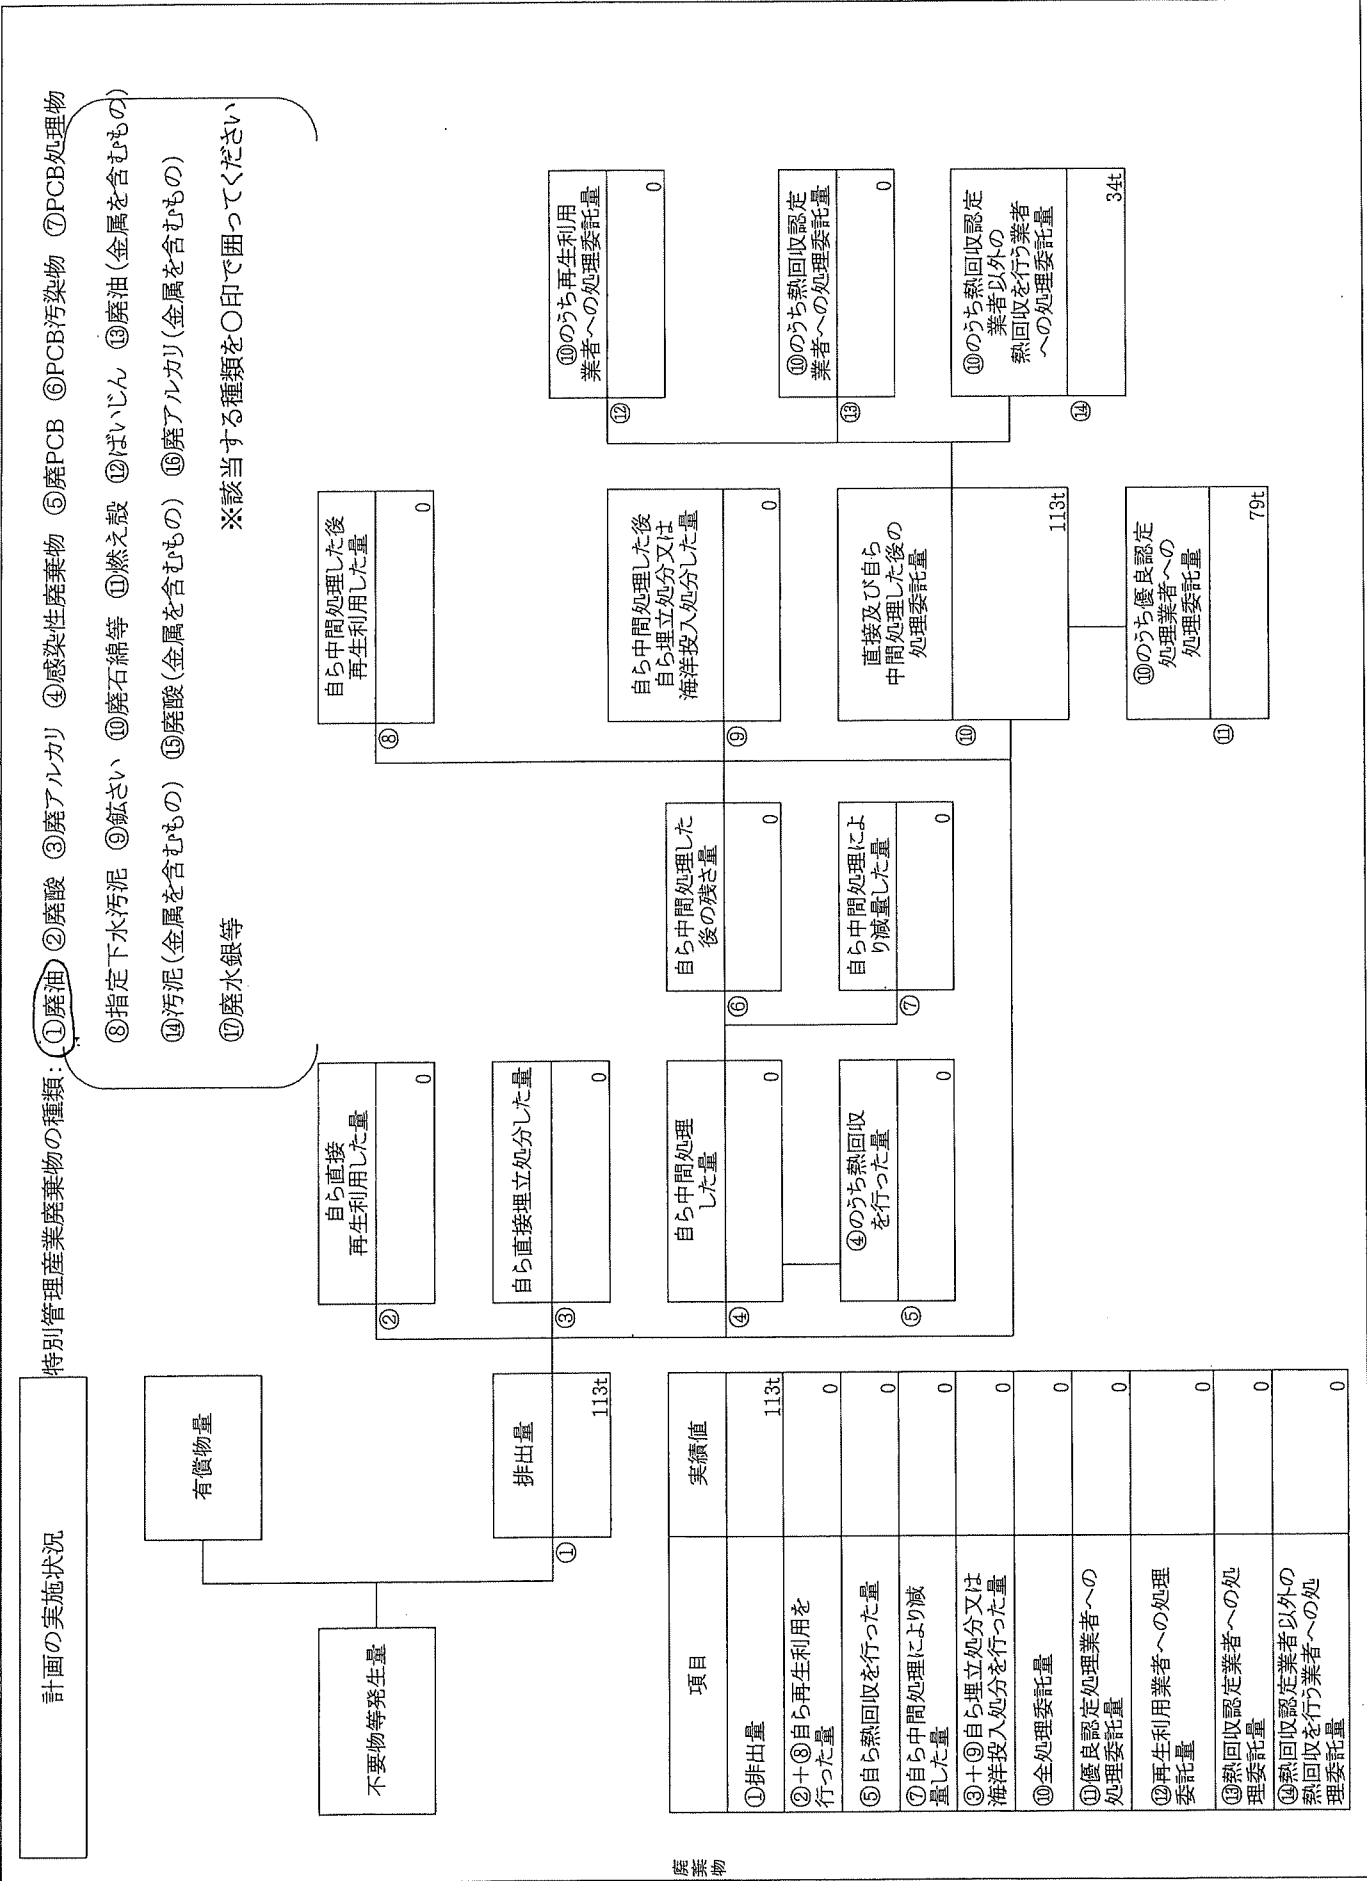 計画の実施状況
特別管理産業廃棄物の種類：①廃油 ②廃酸 ③廃アルカリ ④感染性廃棄物 ⑤廃PCB ⑥PCB汚染物 ⑦PCB処理物
⑧指定下水汚泥 ⑨鉱さい ⑩廃石綿等 ⑪燃え殻 ⑫ばいじん ⑬廃油(金属を含むもの)
⑭汚泥(金属を含むもの) ⑮廃酸(金属を含むもの) ⑯廃アルカリ(金属を含むもの)
⑰廃水銀等
※該当する種類を〇印で囲ってください
有償物量
不要物等発生量
①
排出量
113t
②
自ら直接
再生利用した量
0
③
自ら直接埋立処分した量
0
④
自ら中間処理
した量
0
⑤
④のうち熱回収
を行った量
0
⑥
自ら中間処理した
後の残さ量
0
⑦
自ら中間処理によ
り減量した量
0
⑧
自ら中間処理した後
再生利用した量
0
⑨
自ら中間処理した後
自ら埋立処分又は
海洋投入処分した量
0
⑩
直接及び自ら
中間処理した後の
処理委託量
113t
⑪
⑩のうち優良認定
処理業者への
処理委託量
79t
⑫
⑩のうち再生利用
業者への処理委託量
0
⑬
⑩のうち熱回収認定
業者への処理委託量
0
⑭
⑩のうち熱回収認定
業者以外の
熱回収を行う業者
への処理委託量
34t
項目 実績値
①排出量 113t
②＋⑧自ら再生利用を
行った量 0
⑤自ら熱回収を行った量 0
⑦自ら中間処理により減
量した量 0
③＋⑨自ら埋立処分又は
海洋投入処分を行った量 0
⑩全処理委託量 0
⑪優良認定処理業者への
処理委託量 0
⑫再生利用業者への処理
委託量 0
⑬熱回収認定業者への処
理委託量 0
⑭熱回収認定業者以外の
熱回収を行う業者への処
理委託量 0
廃
棄
物